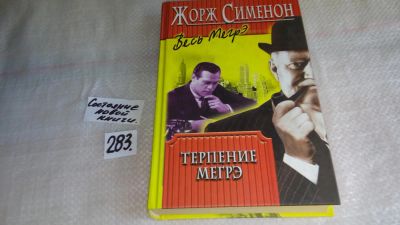 ЖОРЖ СИМЕНОН
Весь Мегрэ
ТЕРПЕНИЕ
МЕГРЭ
Состояние
новой
книги.
283.